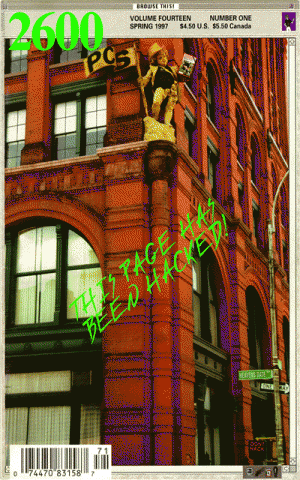 BROWSE THIS!
2600
VOLUME FOURTEEN NUMBER ONE
SPRING 1997 $4.50 U.S. $5.50 Canada
PCS
THIS PAGE HAS
BEEN HACKED!
ONE
71
0 74470 83158 7